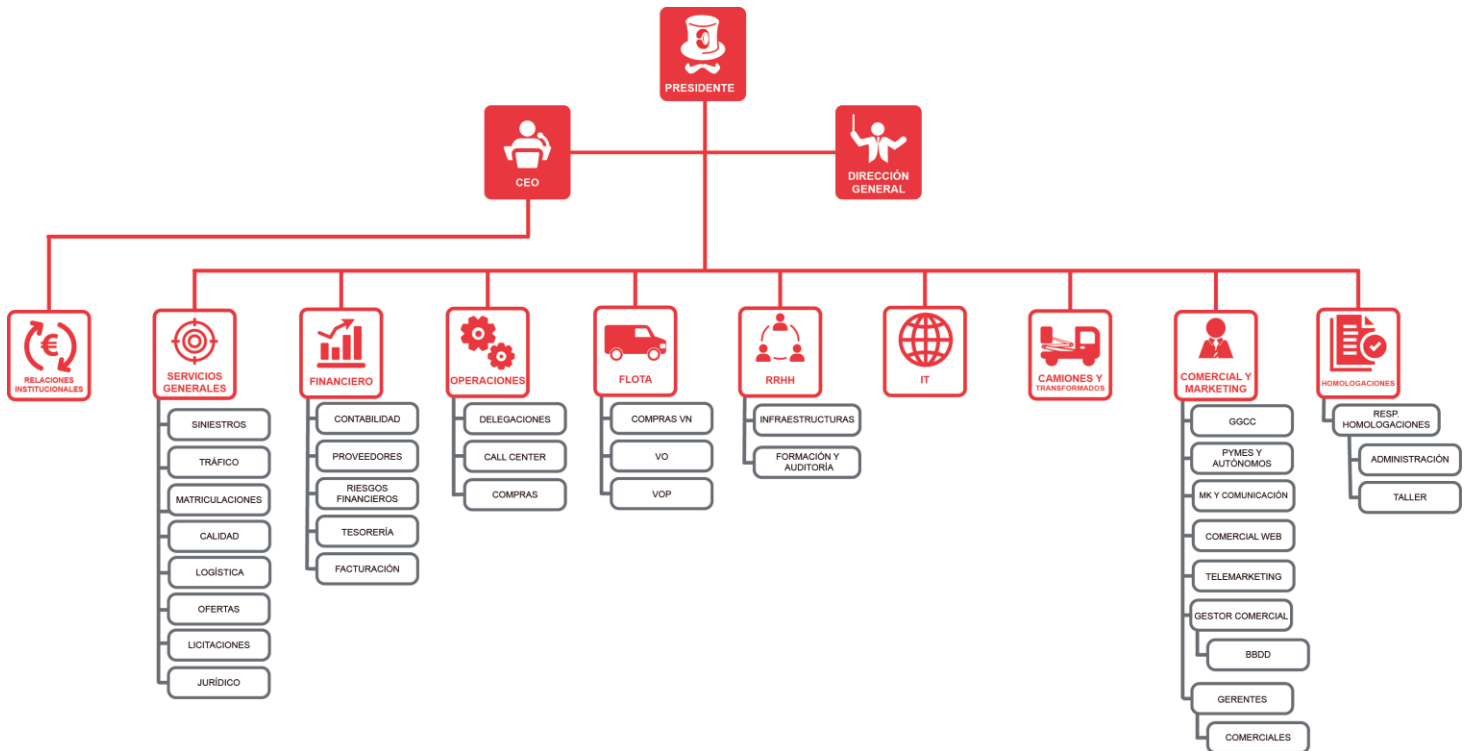 PRESIDENTE
CEO
DIRECCIÓN
GENERAL
RELACIONES
INSTITUCIONALES
SERVICIOS
GENERALES
SINIESTROS
TRÁFICO
MATRICULACIONES
CALIDAD
LOGÍSTICA
OFERTAS
LICITACIONES
JURÍDICO
FINANCIERO
CONTABILIDAD
PROVEEDORES
RIESGOS
FINANCIEROS
TESORERÍA
FACTURACIÓN
OPERACIONES
DELEGACIONES
CALL CENTER
COMPRAS
FLOTA
COMPRAS VN
VO
VOP
RRHH
INFRAESTRUCTURAS
FORMACIÓN Y
AUDITORÍA
IT
CAMIONES Y
TRANSFORMADOS
COMERCIAL Y
MARKETING
GGCC
PYMES Y
AUTÓNOMOS
MK Y COMUNICACIÓN
COMERCIAL WEB
TELEMARKETING
GESTOR COMERCIAL
BBDD
GERENTES
COMERCIALES
HOMOLOGACIONES
RESP.
HOMOLOGACIONES
ADMINISTRACIÓN
TALLER